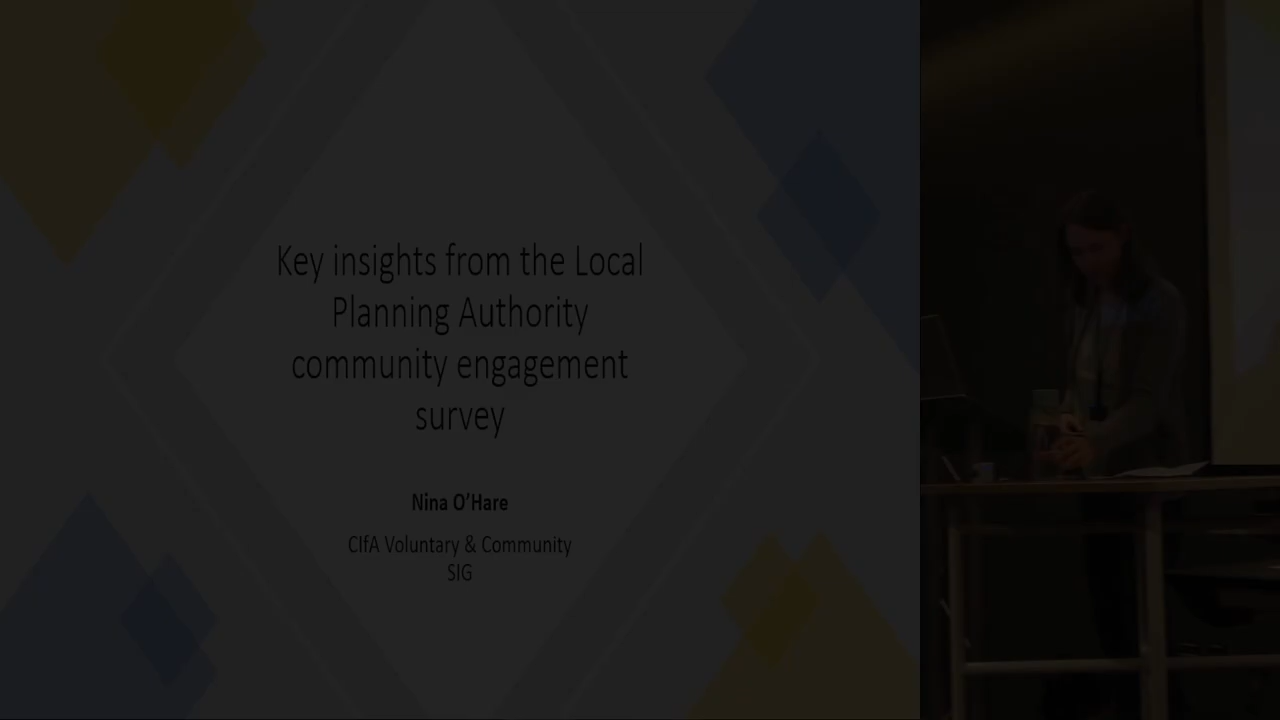 Key insights from the Local
Planning Authority
community engagement
survey
Nina O’Hare
CIfA Voluntary & Community
SIG